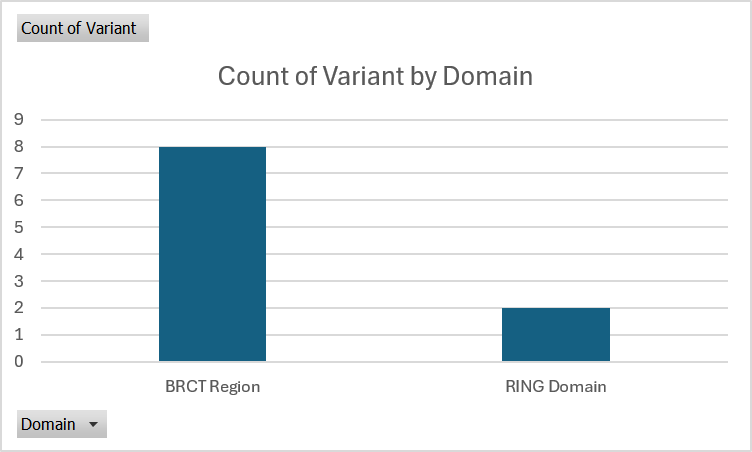 Count of Variant
Count of Variant by Domain
9
8
7
6
5
4
3
2
1
0
BRCT Region RING Domain
Domain